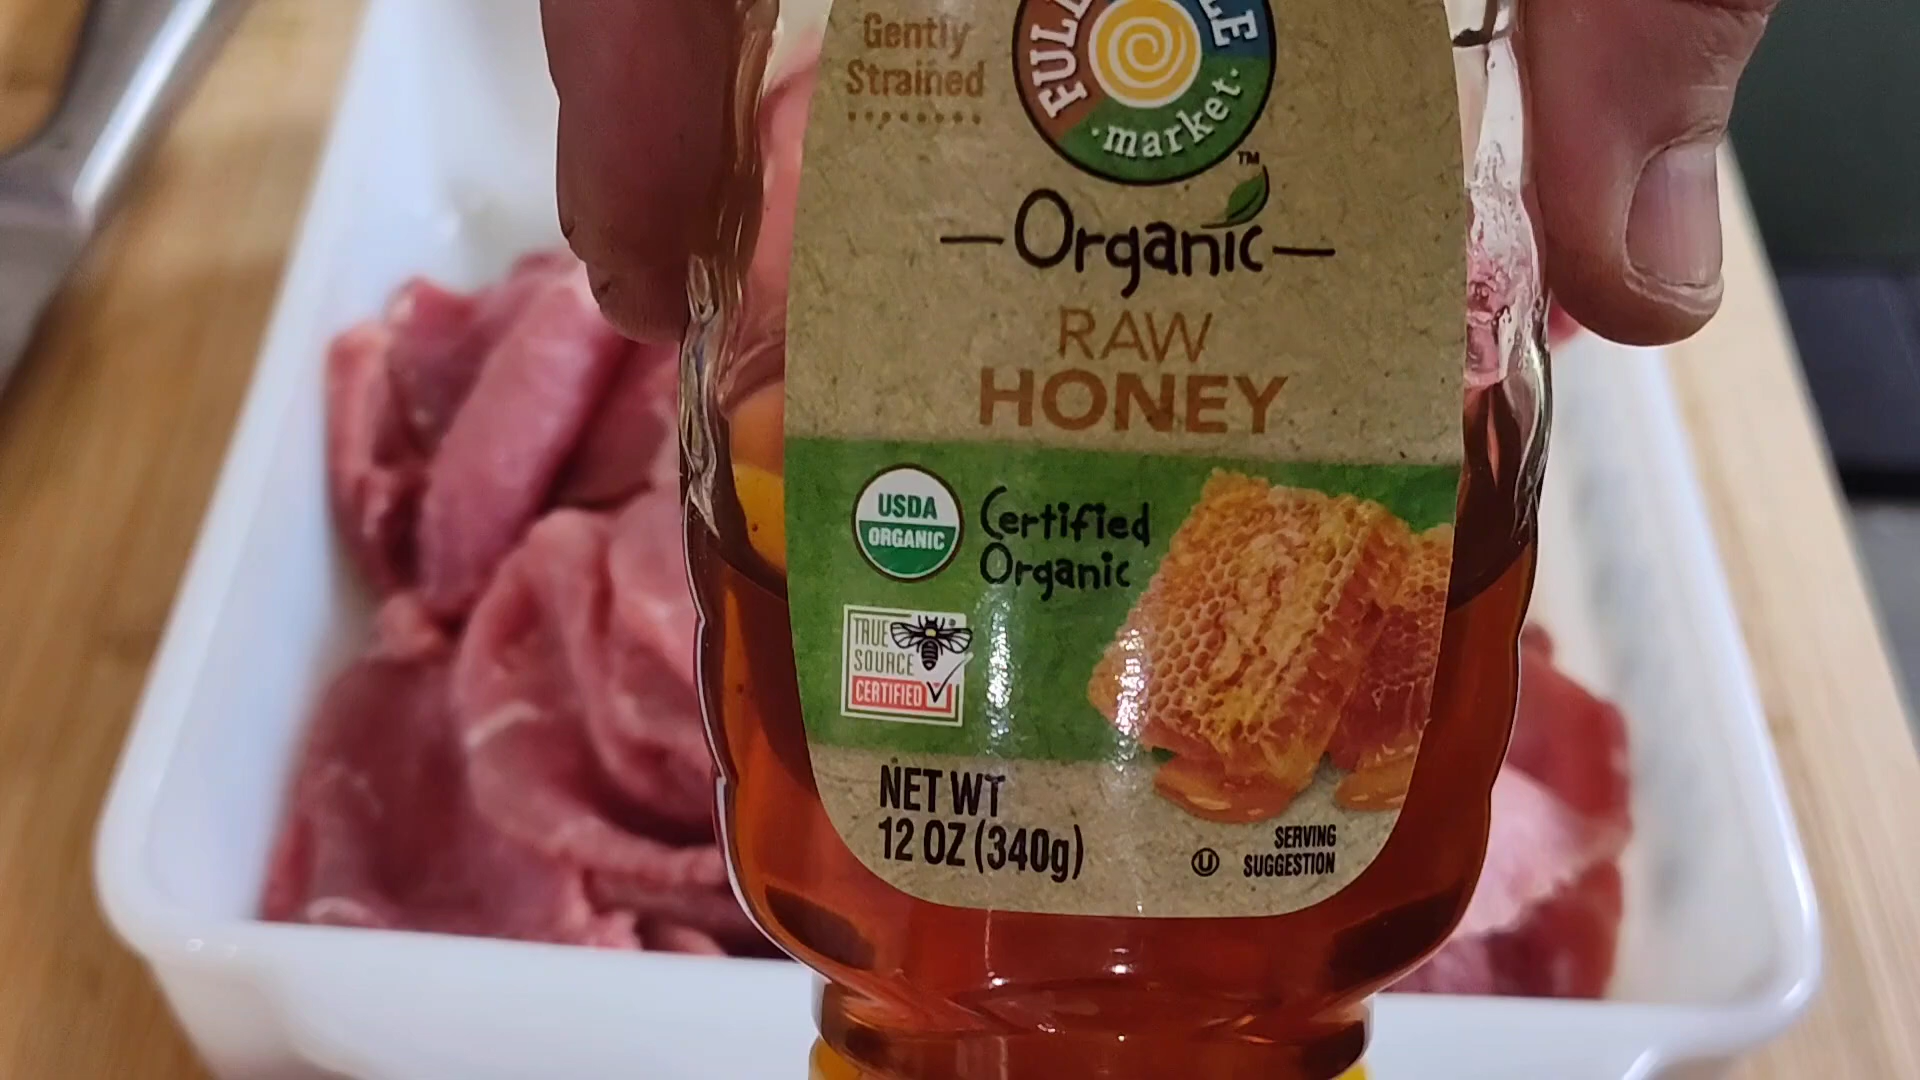 Gently
Strained
FULL
market
TM
Organic
RAW
HONEY
USDA
ORGANIC
Certified
Organic
TRUE
SOURCE
CERTIFIED
®
NET WT
12 OZ (340g)
U
SERVING
SUGGESTION